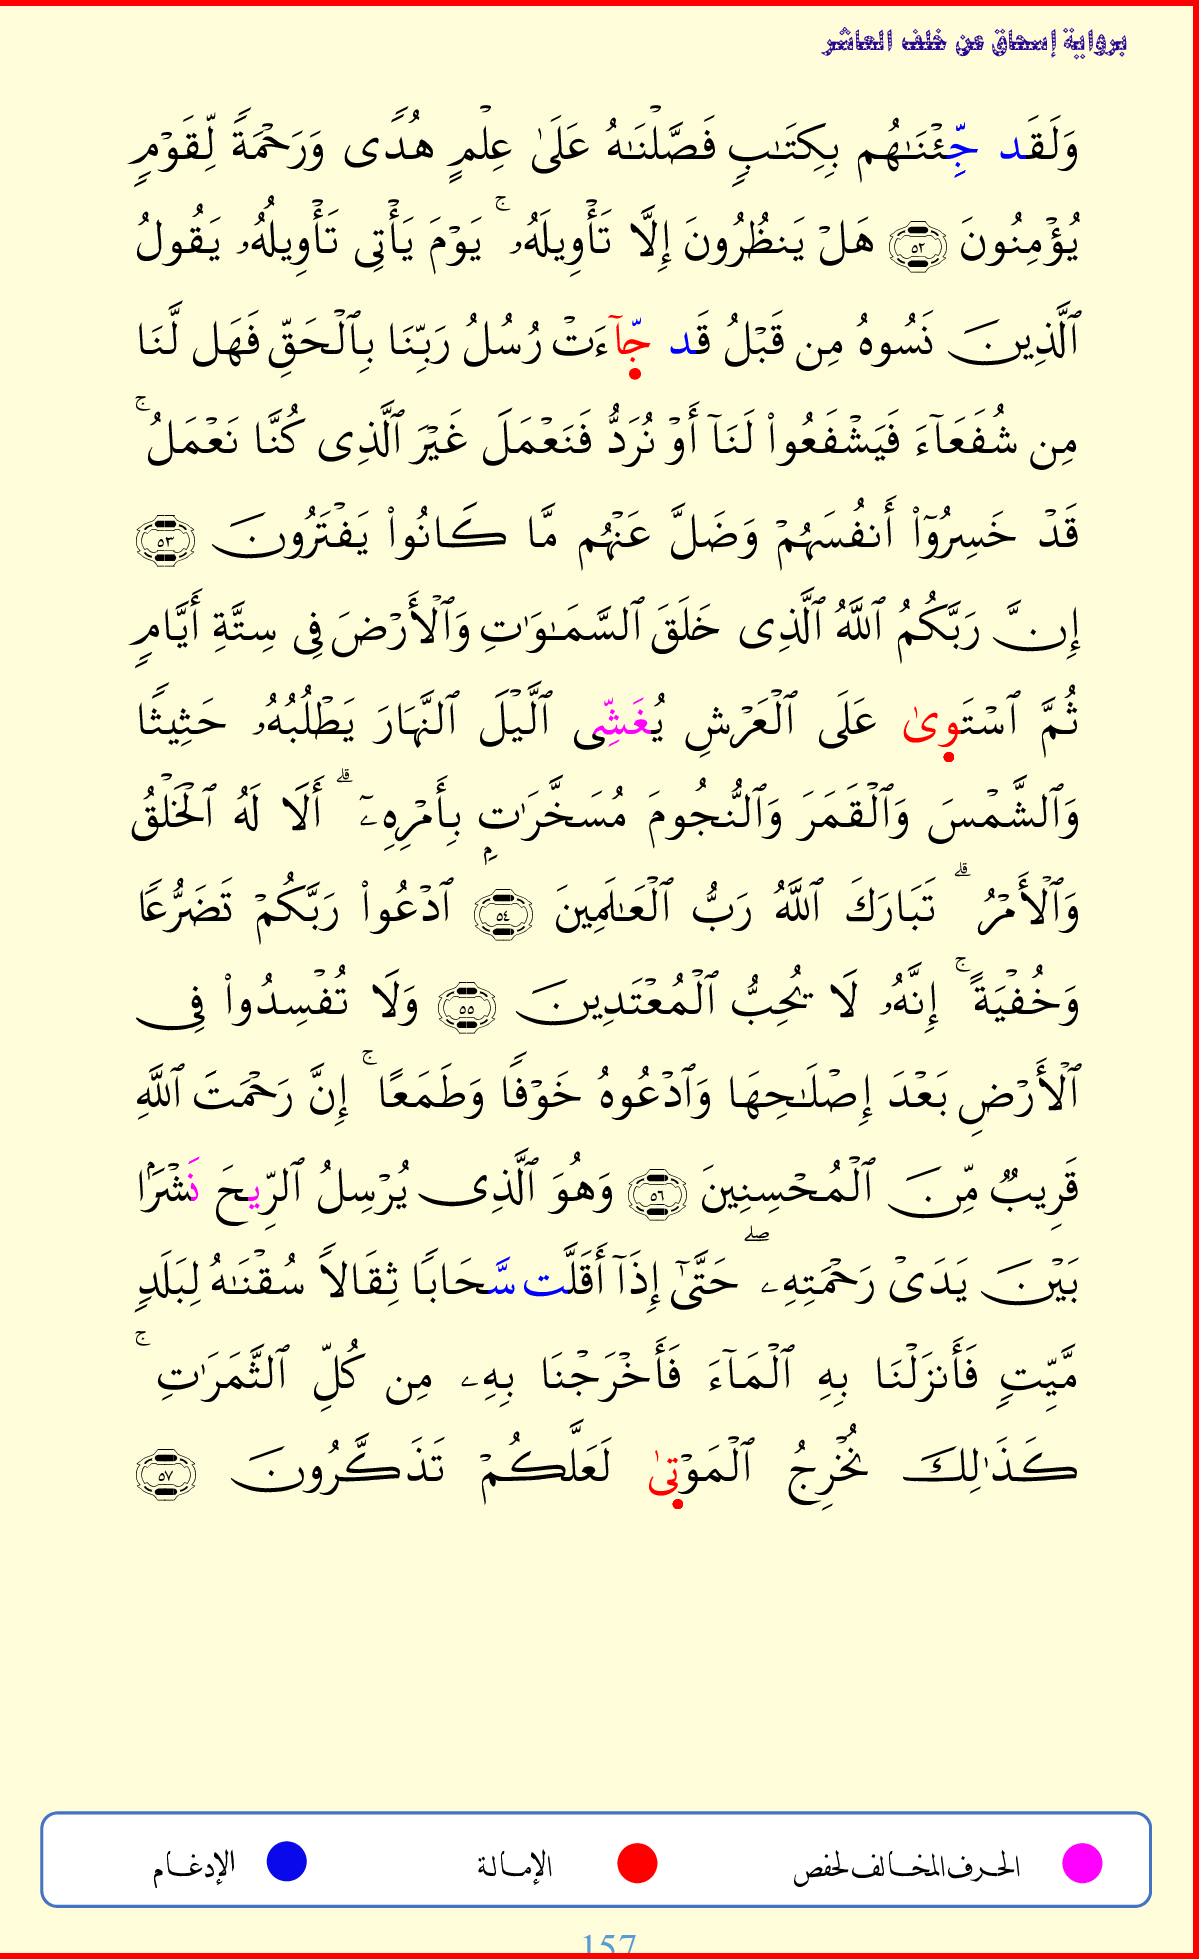 برواية إسحاق عن خلف العاشر
وَلَقَد جِّئۡنَـٰهُم بِكِتَـٰبٖ فَصَّلۡنَـٰهُ عَلَىٰ عِلۡمٍ هُدٗى وَرَحۡمَةٗ لِّقَوۡمٖ
يُؤۡمِنُونَ ٥٢ هَلۡ يَنظُرُونَ إِلَّا تَأۡوِيلَهُۥۚ يَوۡمَ يَأۡتِى تَأۡوِيلُهُۥ يَقُولُ
ٱلَّذِينَ نَسُوهُ مِن قَبۡلُ قَد جَّآءَتۡ رُسُلُ رَبِّنَا بِٱلۡحَقِّ فَهَل لَّنَا
مِن شُفَعَآءَ فَيَشۡفَعُواْ لَنَآ أَوۡ نُرَدُّ فَنَعۡمَلَ غَيۡرَ ٱلَّذِى كُنَّا نَعۡمَلُۚ
قَدۡ خَسِرُوٓاْ أَنفُسَهُمۡ وَضَلَّ عَنۡهُم مَّا كَانُواْ يَفۡتَرُونَ ٥٣
إِنَّ رَبَّكُمُ ٱللَّهُ ٱلَّذِى خَلَقَ ٱلسَّمَـٰوَٰتِ وَٱلۡأَرۡضَ فِى سِتَّةِ أَيَّامٖ
ثُمَّ ٱسۡتَوِىٰ عَلَى ٱلۡعَرۡشِ يُغَشِّى ٱلَّيۡلَ ٱلنَّهَارَ يَطۡلُبُهُۥ حَثِيثٗا
وَٱلشَّمۡسَ وَٱلۡقَمَرَ وَٱلنُّجُومَ مُسَخَّرَٰتِۭ بِأَمۡرِهِۦٓۗ أَلَا لَهُ ٱلۡخَلۡقُ
وَٱلۡأَمۡرُۗ تَبَارَكَ ٱللَّهُ رَبُّ ٱلۡعَـٰلَمِينَ ٥٤ ٱدۡعُواْ رَبَّكُمۡ تَضَرُّعٗا
وَخُفۡيَةًۚ إِنَّهُۥ لَا يُحِبُّ ٱلۡمُعۡتَدِينَ ٥٥ وَلَا تُفۡسِدُواْ فِى
ٱلۡأَرۡضِ بَعۡدَ إِصۡلَـٰحِهَا وَٱدۡعُوهُ خَوۡفٗا وَطَمَعًاۚ إِنَّ رَحۡمَتَ ٱللَّهِ
قَرِيبٞ مِّنَ ٱلۡمُحۡسِنِينَ ٥٦ وَهُوَ ٱلَّذِى يُرۡسِلُ ٱلرِّيحَ نَشۡرَۢا
بَيۡنَ يَدَىۡ رَحۡمَتِهِۦۖ حَتَّىٰٓ إِذَآ أَقَلَّت سَّحَابٗا ثِقَالٗا سُقۡنَـٰهُ لِبَلَدٖ
مَّيِّتٖ فَأَنزَلۡنَا بِهِ ٱلۡمَآءَ فَأَخۡرَجۡنَا بِهِۦ مِن كُلِّ ٱلثَّمَرَٰتِۚ
كَذَٰلِكَ نُخۡرِجُ ٱلۡمَوۡتِىٰ لَعَلَّكُمۡ تَذَكَّرُونَ ٥٧
الحرف المخالف لحفص الإمالة الإدغام
157